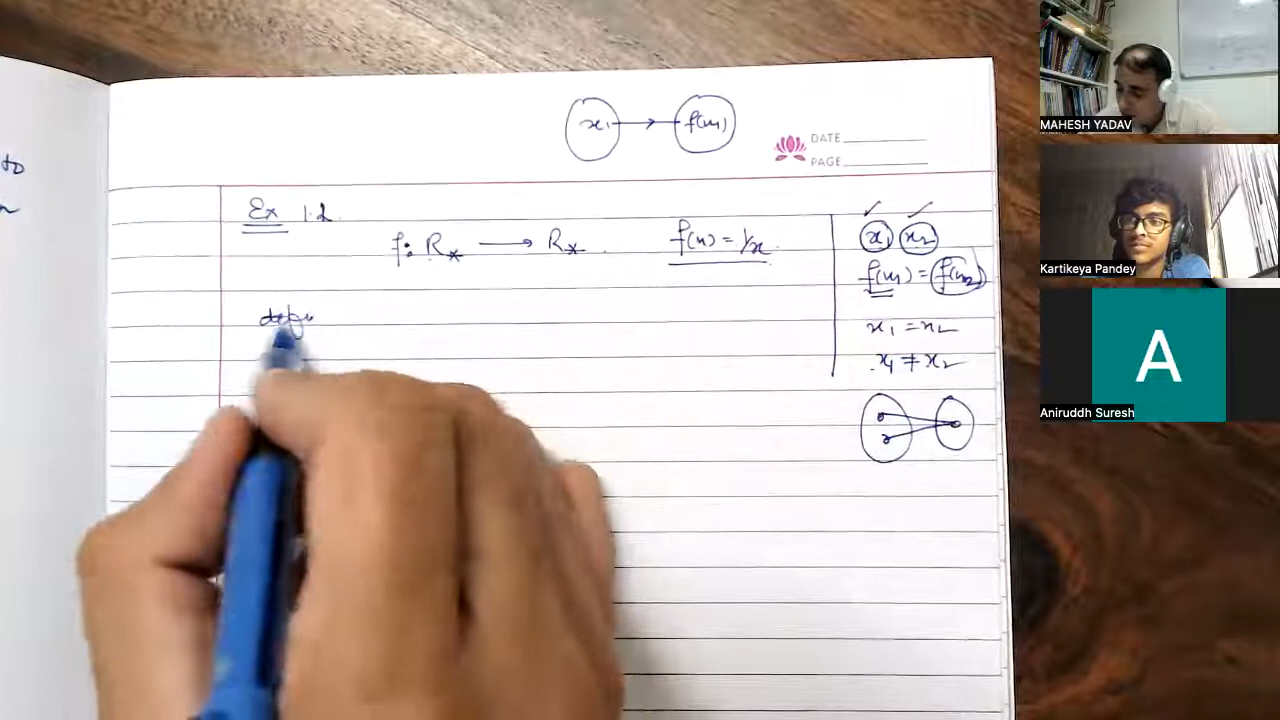 to
x₁ → f(x₁)
DATE
PAGE
Ex 1.2.
f: R* → R* . f(x) = 1/x.
x₁ x₂
f(x₁) = f(x₂)
x₁ = x₂
x₁ ≠ x₂
MAHESH YADAV
Kartikeya Pandey
A
Aniruddh Suresh